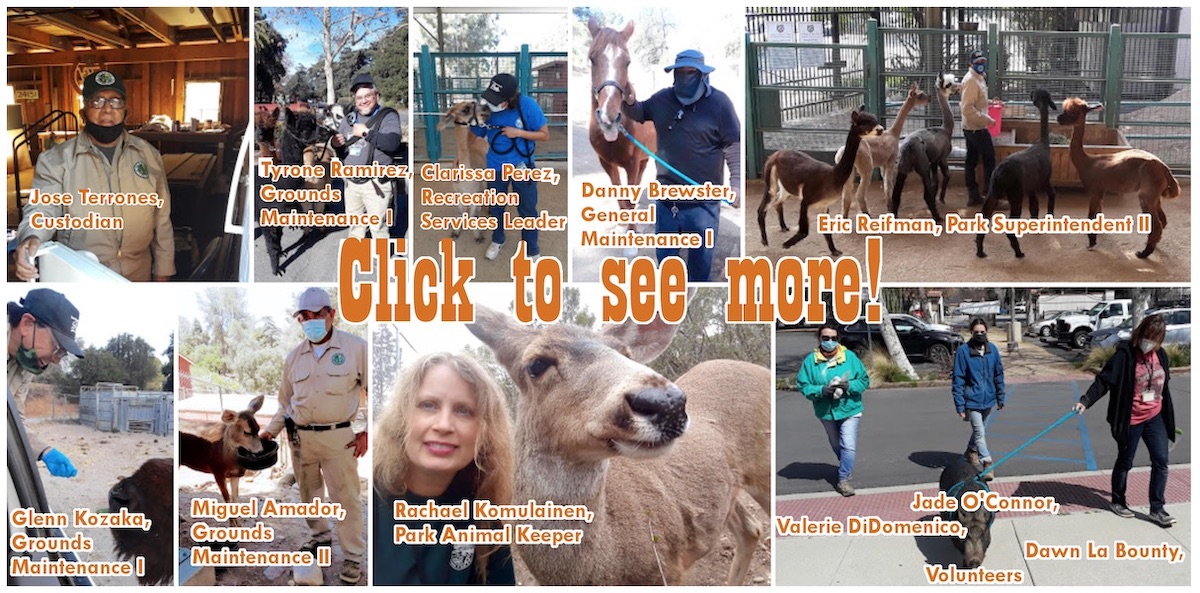 Jose Terrones,
Custodian
Tyrone Ramirez,
Grounds
Maintenance I
Clarissa Perez,
Recreation
Services Leader
Danny Brewster,
General
Maintenance I
Eric Reifman, Park Superintendent II
Click to see more!
Glenn Kozaka,
Grounds
Maintenance I
Miguel Amador,
Grounds
Maintenance II
Rachael Komulainen,
Park Animal Keeper
Jade O'Connor,
Valerie DiDomenico,
Dawn La Bounty,
Volunteers